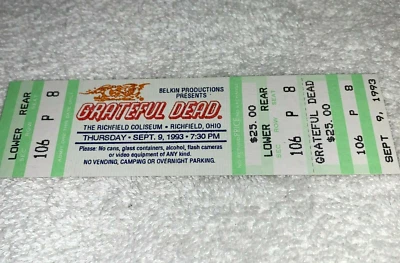 LOWER REAR
106 P 8
BELKIN PRODUCTIONS
PRESENTS
GRATEFUL DEAD
THURSDAY • SEPT. 9, 1993 • 7:30 PM
THE RICHFIELD COLISEUM • RICHFIELD, OHIO
Please: No cans, glass containers, alcohol, flash cameras
or video equipment of ANY kind.
NO VENDING, CAMPING OR OVERNIGHT PARKING.
$25.00
LOWER REAR
106 P 8
GRATEFUL DEAD
$25.00
106 P 8
SEPT 9, 1993